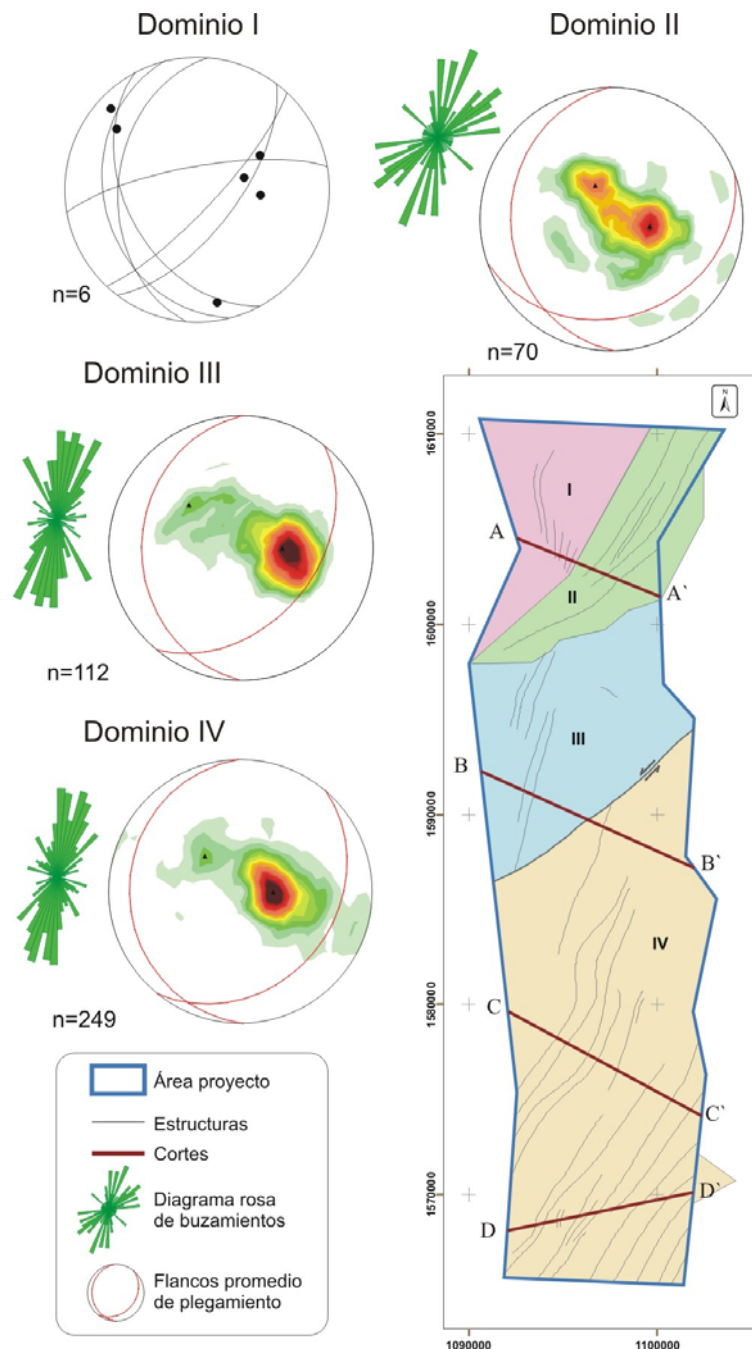 Dominio I
Dominio II
n=6
n=70
Dominio III
n=112
Dominio IV
n=249
N
1610000
1600000
1590000
1580000
1570000
1090000
1100000
I
A
A`
II
III
B
B`
IV
C
C`
D`
D
Área proyecto
Estructuras
Cortes
Diagrama rosa
de buzamientos
Flancos promedio
de plegamiento